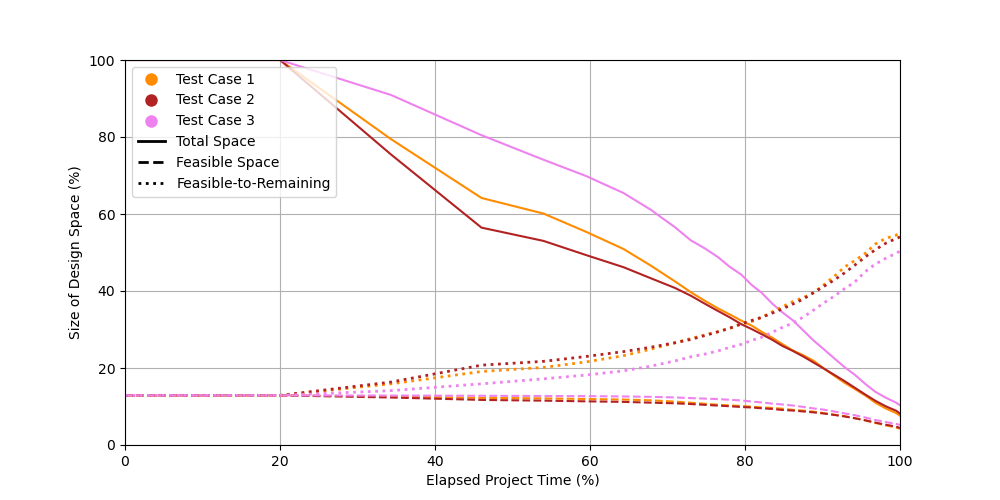 100
80
60
40
20
0
Size of Design Space (%)
Test Case 1
Test Case 2
Test Case 3
Total Space
Feasible Space
Feasible-to-Remaining
0 20 40 60 80 100
Elapsed Project Time (%)